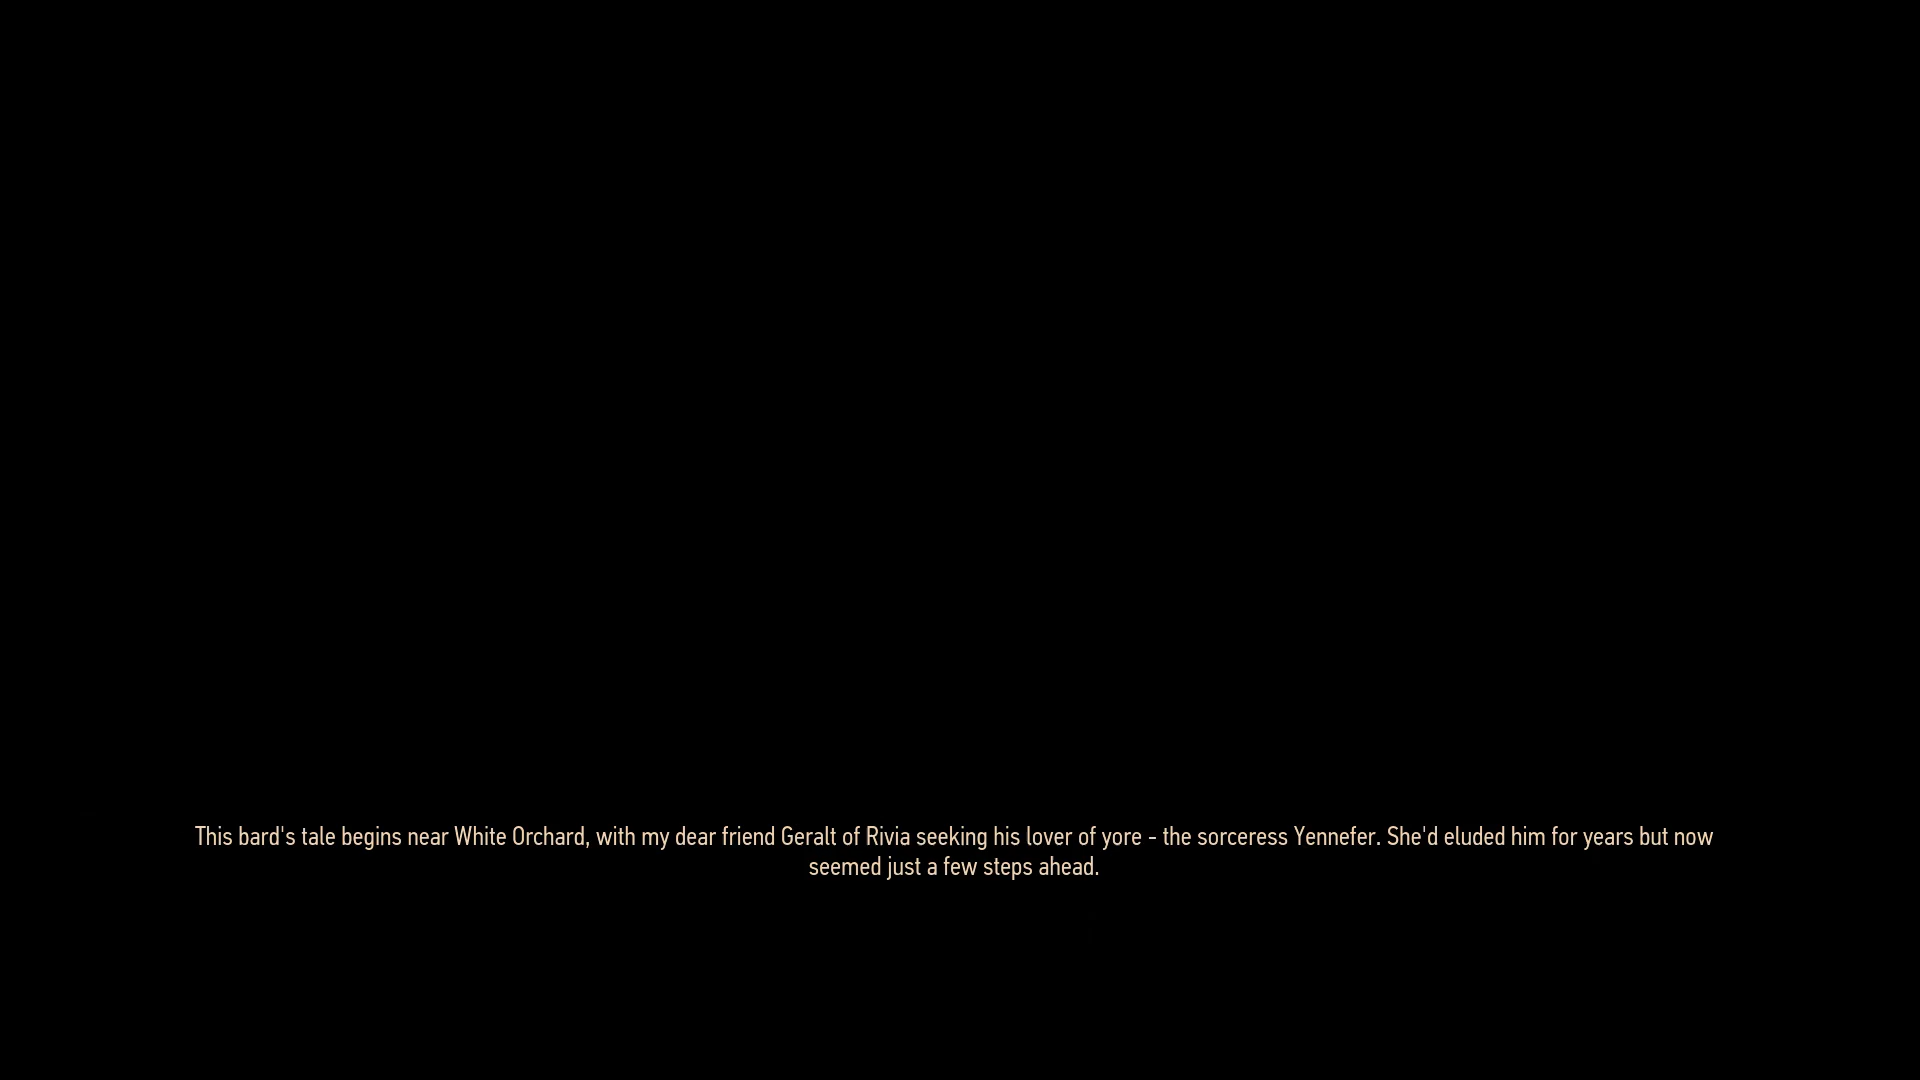 This bard's tale begins near White Orchard, with my dear friend Geralt of Rivia seeking his lover of yore - the sorceress Yennefer. She'd eluded him for years but now
seemed just a few steps ahead.